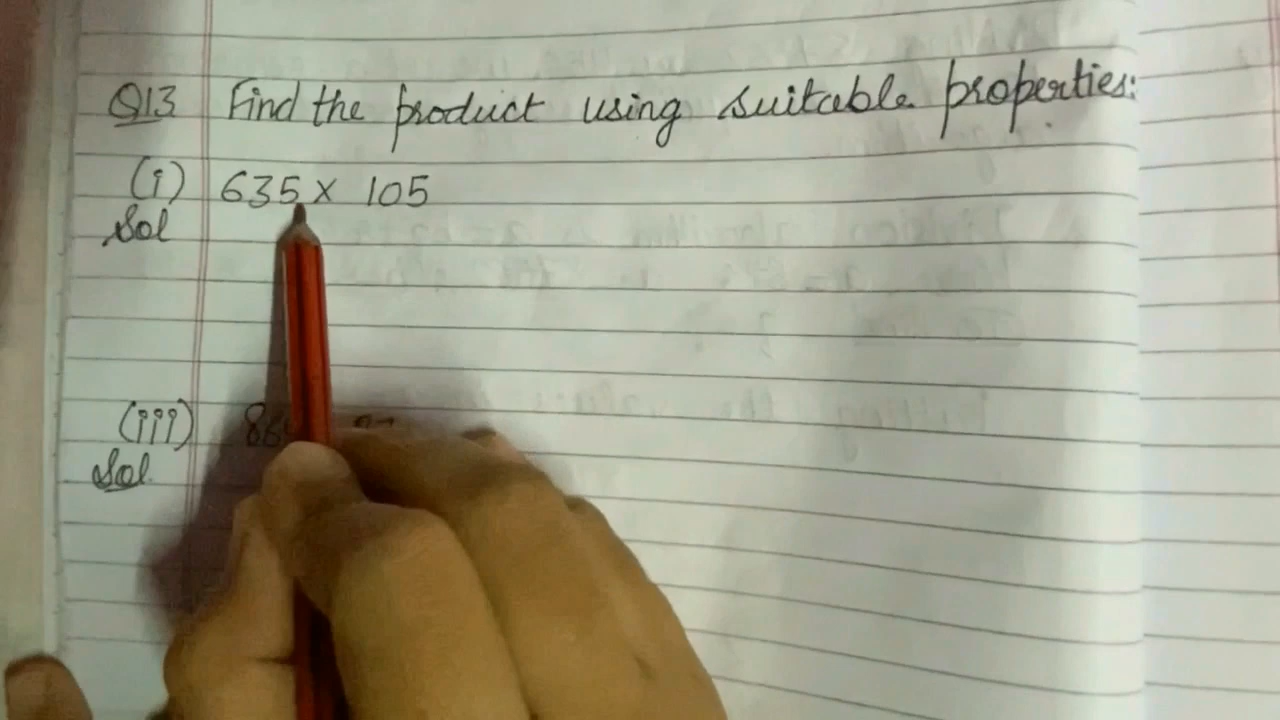 Q13 Find the product using suitable properties:
(i) 635 x 105
Sol
(iii)
Sol.